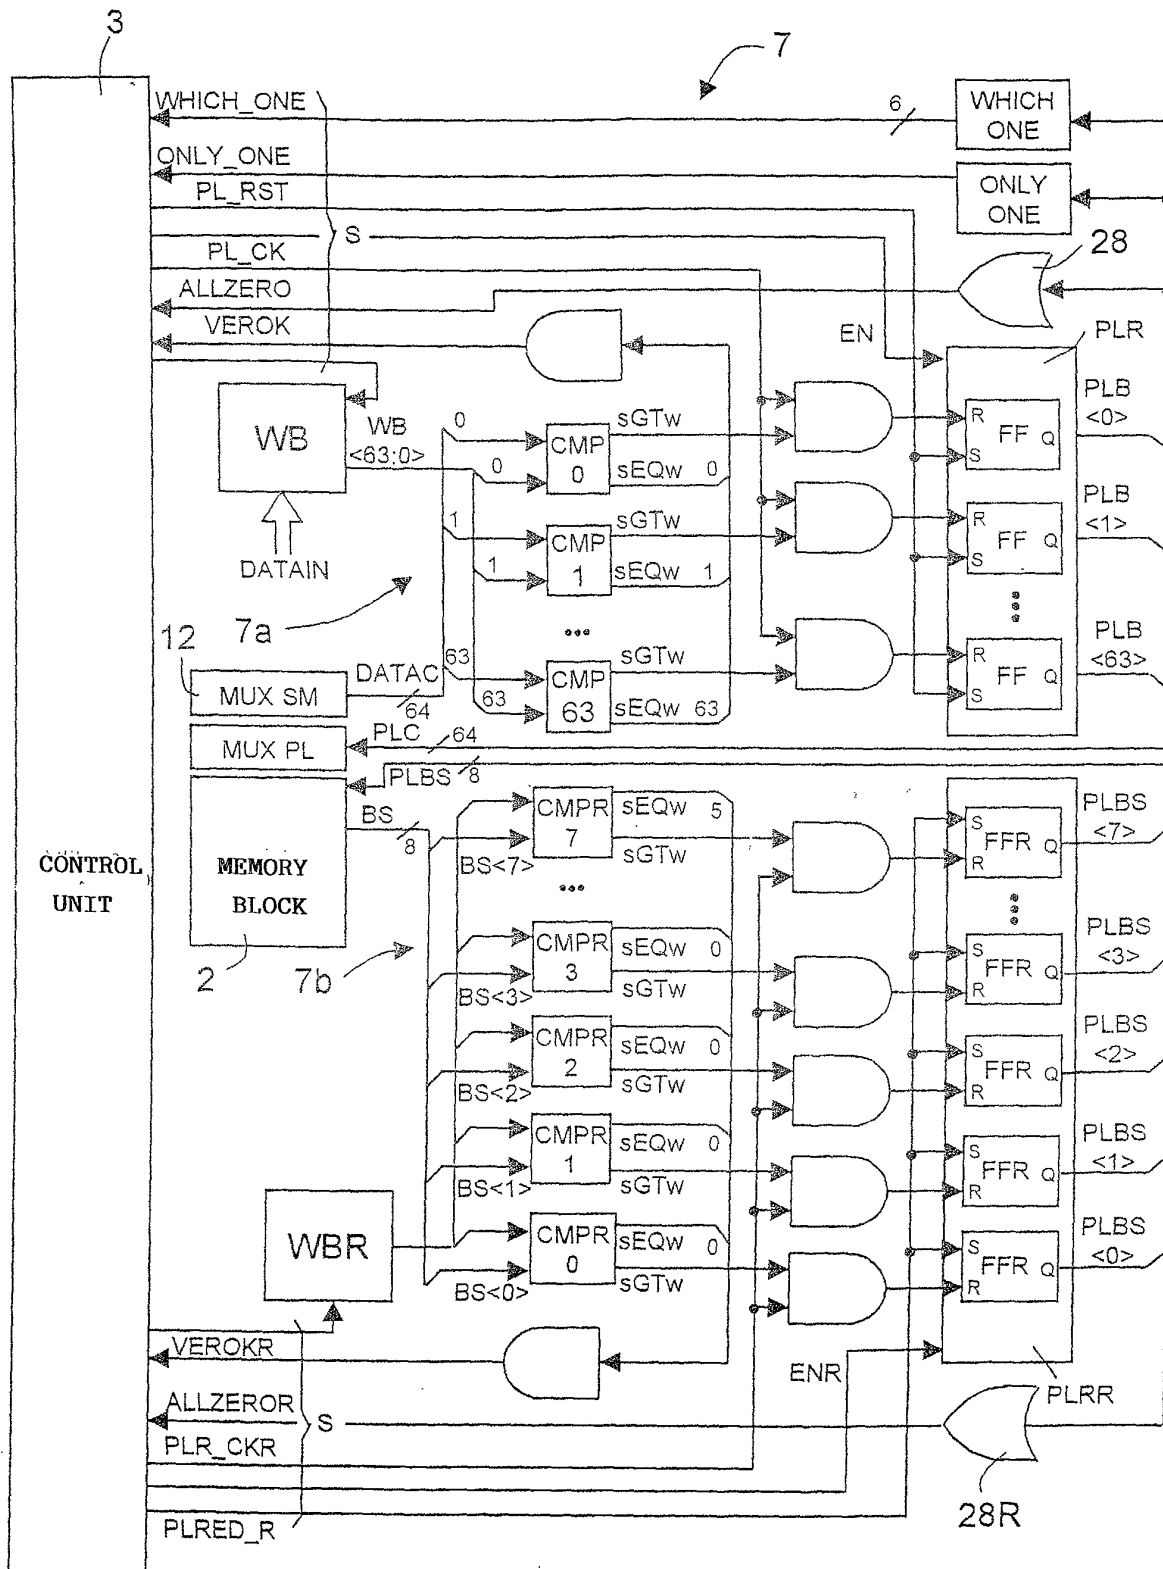 3
7
WHICH_ONE
6
WHICH
ONE
ONLY_ONE
ONLY
ONE
PL_RST
S
PL_CK
28
ALLZERO
VEROK
EN
PLR
WB
WB
<63;0>
DATAIN
0
0
CMP
0
sGTw
sEQw 0
R
S
FF Q
PLB
<0>
1
1
CMP
1
sGTw
sEQw 1
R
S
FF Q
PLB
<1>
7a
63
63
CMP
63
sGTw
sEQw 63
R
S
FF Q
PLB
<63>
12
MUX SM
DATAC
64
MUX PL
PLC
64
PLBS
8
BS
8
CONTROL
UNIT
MEMORY
BLOCK
2
7b
CMPR
7
sEQw 5
sGTw
BS<7>
S
R
FFR Q
PLBS
<7>
CMPR
3
sEQw 0
sGTw
BS<3>
S
R
FFR Q
PLBS
<3>
CMPR
2
sEQw 0
sGTw
BS<2>
S
R
FFR Q
PLBS
<2>
CMPR
1
sEQw 0
sGTw
BS<1>
S
R
FFR Q
PLBS
<1>
WBR
CMPR
0
sEQw 0
sGTw
BS<0>
S
R
FFR Q
PLBS
<0>
VEROKR
ENR
PLRR
ALLZEROR
S
PLR_CKR
28R
PLRED_R